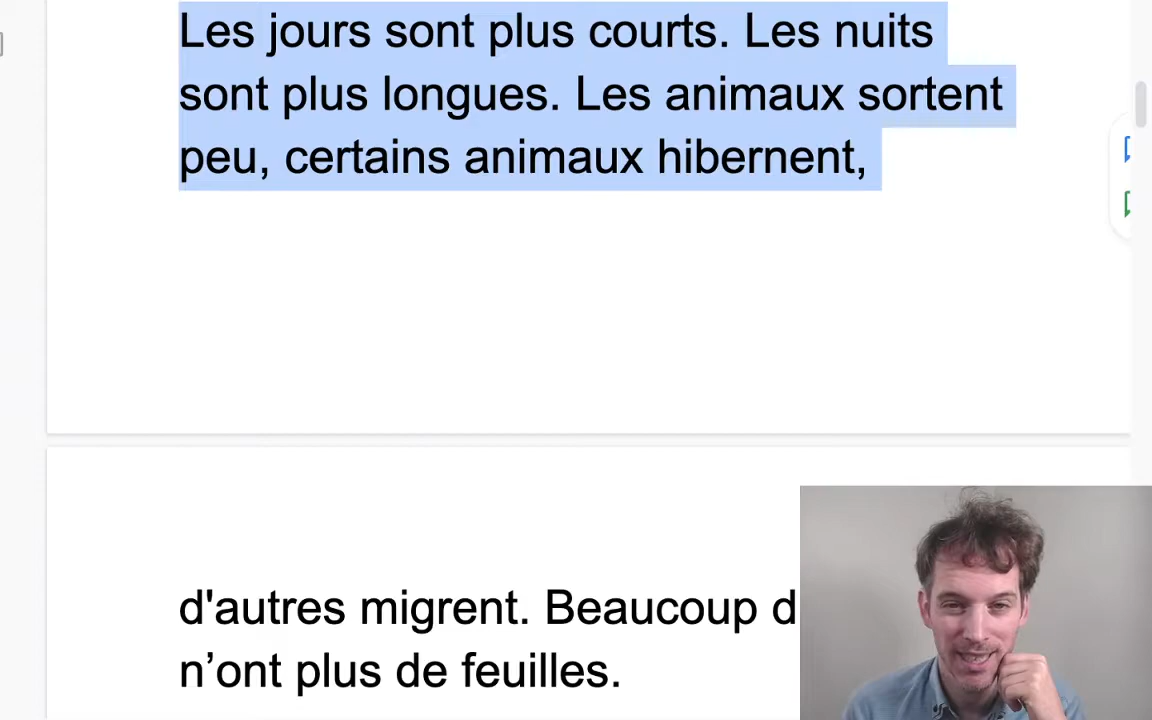 Les jours sont plus courts. Les nuits
sont plus longues. Les animaux sortent
peu, certains animaux hibernent,
d'autres migrent. Beaucoup d
n’ont plus de feuilles.